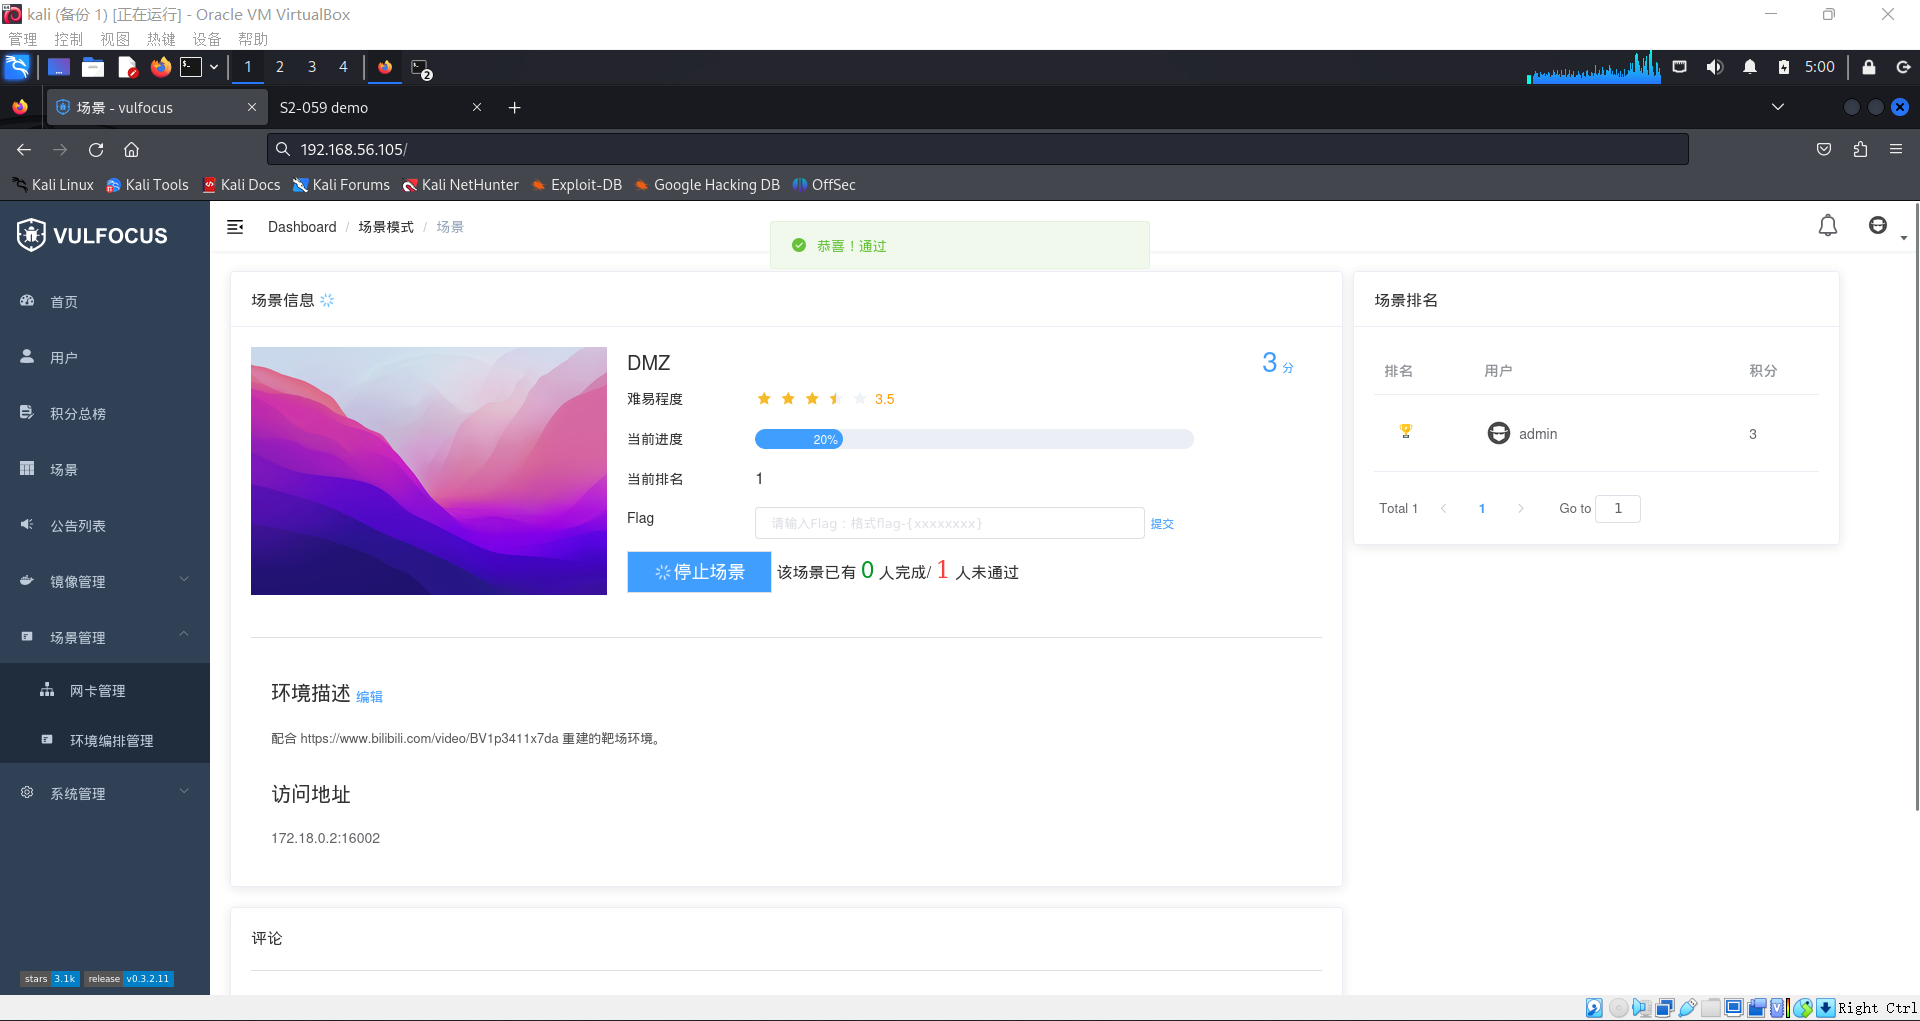 kali (备份 1) [正在运行] - Oracle VM VirtualBox
管理 控制 视图 热键 设备 帮助
1 2 3 4 2 5:00
场景 - vulfocus S2-059 demo
192.168.56.105/
Kali Linux Kali Tools Kali Docs Kali Forums Kali NetHunter Exploit-DB Google Hacking DB OffSec
VULFOCUS
首页
用户
积分总榜
场景
公告列表
镜像管理
场景管理
网卡管理
环境编排管理
系统管理
stars 3.1k release v0.3.2.11
Dashboard / 场景模式 / 场景
恭喜！通过
场景信息
DMZ 3 分
难易程度 3.5
当前进度 20%
当前排名 1
Flag 请输入Flag：格式flag-{xxxxxxxx} 提交
停止场景 该场景已有 0 人完成/ 1 人未通过
环境描述 编辑
配合 https://www.bilibili.com/video/BV1p3411x7da 重建的靶场环境。
访问地址
172.18.0.2:16002
评论
场景排名
排名 用户 积分
admin 3
Total 1 1 Go to 1
Right Ctrl